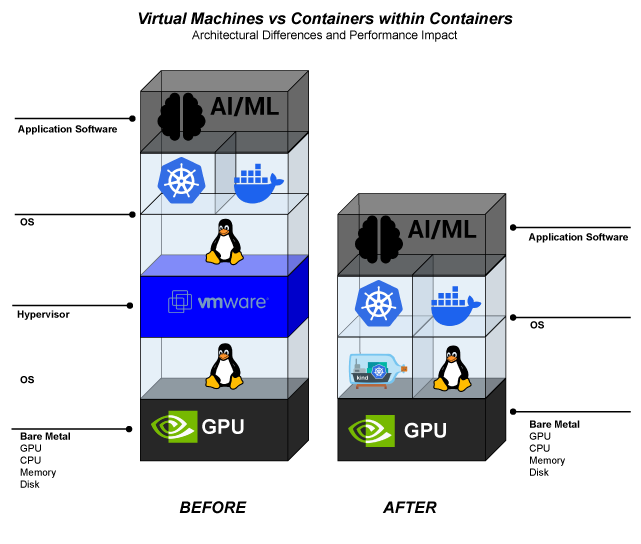 Virtual Machines vs Containers within Containers
Architectural Differences and Performance Impact
AI/ML
Application Software
OS
vmware®
Hypervisor
OS
GPU
Bare Metal
GPU
CPU
Memory
Disk
BEFORE
AI/ML
Application Software
OS
kind
GPU
Bare Metal
GPU
CPU
Memory
Disk
AFTER